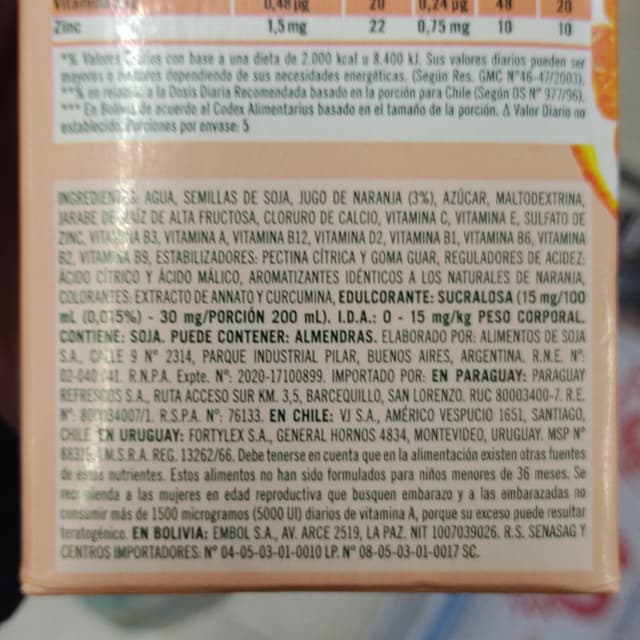 Vitamina
0,48 µg 20 0,24 µg 48 20
Zinc 1,5 mg 22 0,75 mg 10 10
*% Valores Diarios con base a una dieta de 2.000 kcal u 8.400 kJ. Sus valores diarios pueden ser
mayores o menores dependiendo de sus necesidades energéticas. (Según Res. GMC N°46-47/2003).
**% en relación a la Dosis Diaria Recomendada basado en la porción para Chile (Según DS N° 977/96).
*** En Bolivia de acuerdo al Codex Alimentarius basado en el tamaño de la porción. Δ Valor Diario no
establecido. Porciones por envase: 5
INGREDIENTES: AGUA, SEMILLAS DE SOJA, JUGO DE NARANJA (3%), AZÚCAR, MALTODEXTRINA,
JARABE DE MAÍZ DE ALTA FRUCTOSA, CLORURO DE CALCIO, VITAMINA C, VITAMINA E, SULFATO DE
ZINC, VITAMINA B3, VITAMINA A, VITAMINA B12, VITAMINA D2, VITAMINA B1, VITAMINA B6, VITAMINA
B2, VITAMINA B9, ESTABILIZADORES: PECTINA CÍTRICA Y GOMA GUAR, REGULADORES DE ACIDEZ:
ÁCIDO CÍTRICO Y ÁCIDO MÁLICO, AROMATIZANTES IDÉNTICOS A LOS NATURALES DE NARANJA,
COLORANTES: EXTRACTO DE ANNATO Y CURCUMINA, EDULCORANTE: SUCRALOSA (15 mg/100
mL (0,015%) - 30 mg/PORCIÓN 200 mL). I.D.A.: 0 - 15 mg/kg PESO CORPORAL.
CONTIENE: SOJA. PUEDE CONTENER: ALMENDRAS. ELABORADO POR: ALIMENTOS DE SOJA
S.A., CALLE 9 N° 2314, PARQUE INDUSTRIAL PILAR, BUENOS AIRES, ARGENTINA. R.N.E. N°:
R.N.P.A. Expte. N°: 2020-17100899. IMPORTADO POR: EN PARAGUAY: PARAGUAY
REFRESCOS S.A., RUTA ACCESO SUR KM. 3,5, BARCEQUILLO, SAN LORENZO. RUC 80003400-7. R.E.
N°: R.S.P.A. N°: 76133. EN CHILE: VJ S.A., AMÉRICO VESPUCIO 1651, SANTIAGO,
CHILE. EN URUGUAY: FORTYLEX S.A., GENERAL HORNOS 4834, MONTEVIDEO, URUGUAY. MSP N°
I.M.S.R.A. REG. 13262/66. Debe tenerse en cuenta que en la alimentación existen otras fuentes
de estas nutrientes. Estos alimentos no han sido formulados para niños menores de 36 meses. Se
recomienda a las mujeres en edad reproductiva que busquen embarazo y a las embarazadas no
consumir más de 1500 microgramos (5000 UI) diarios de vitamina A, porque su exceso puede resultar
teratogénico. EN BOLIVIA: EMBOL S.A., AV. ARCE 2519, LA PAZ. NIT 1007039026. R.S. SENASAG Y
CENTROS IMPORTADORES: N° 04-05-03-01-0010 LP. N° 08-05-03-01-0017 SC.